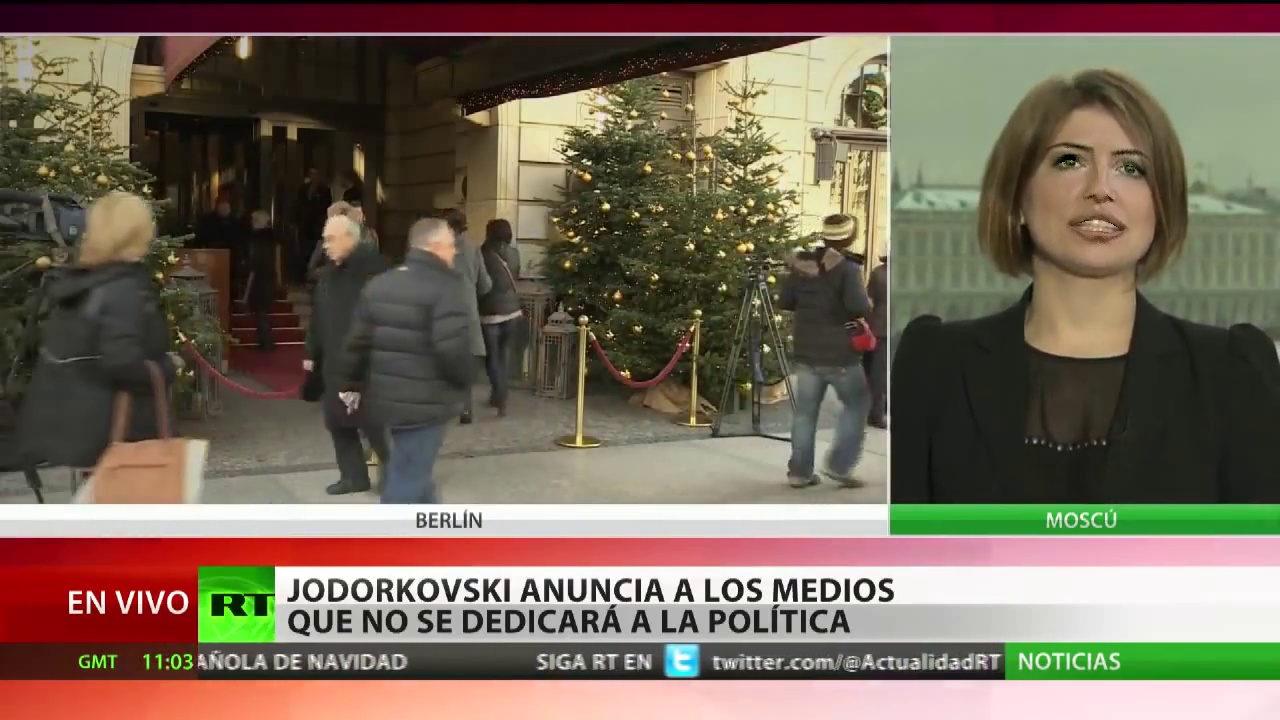 BERLÍN
MOSCÚ
EN VIVO
RT
JODORKOVSKI ANUNCIA A LOS MEDIOS
QUE NO SE DEDICARÁ A LA POLÍTICA
GMT 11:03 AÑOLA DE NAVIDAD SIGA RT EN twitter.com/@ActualidadRT NOTICIAS